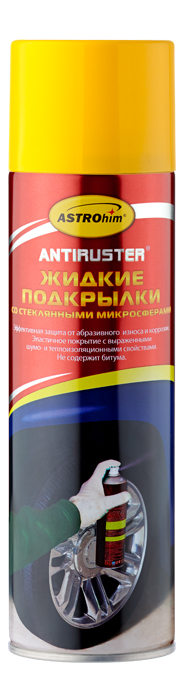 ASTROhim®
ANTIRUSTER®
ЖИДКИЕ
ПОДКРЫЛКИ
СО СТЕКЛЯННЫМИ МИКРОСФЕРАМИ
Эффективная защита от абразивного износа и коррозии.
Эластичное покрытие с выраженными
шумо- и теплоизоляционными свойствами.
Не содержит битума.